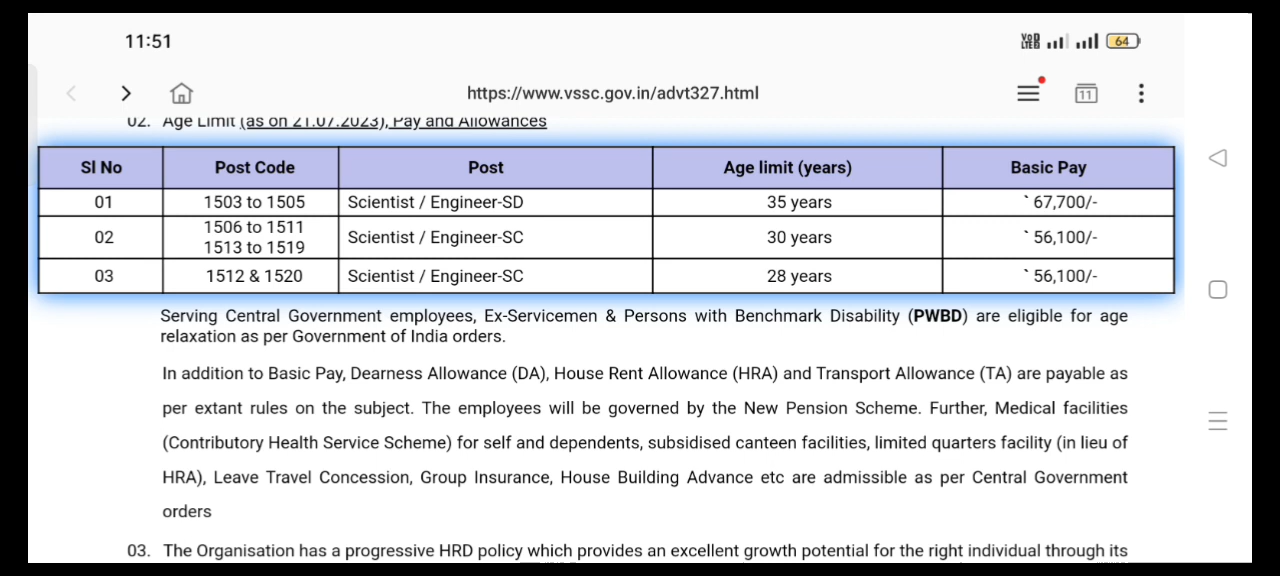 11:51
VoD LTEB 64
https://www.vssc.gov.in/advt327.html
11
02. Age Limit (as on 21.07.2023), Pay and Allowances
Sl No Post Code Post Age limit (years) Basic Pay
01 1503 to 1505 Scientist / Engineer-SD 35 years ` 67,700/-
02 1506 to 1511 1513 to 1519 Scientist / Engineer-SC 30 years ` 56,100/-
03 1512 & 1520 Scientist / Engineer-SC 28 years ` 56,100/-
Serving Central Government employees, Ex-Servicemen & Persons with Benchmark Disability (PWBD) are eligible for age
relaxation as per Government of India orders.
In addition to Basic Pay, Dearness Allowance (DA), House Rent Allowance (HRA) and Transport Allowance (TA) are payable as
per extant rules on the subject. The employees will be governed by the New Pension Scheme. Further, Medical facilities
(Contributory Health Service Scheme) for self and dependents, subsidised canteen facilities, limited quarters facility (in lieu of
HRA), Leave Travel Concession, Group Insurance, House Building Advance etc are admissible as per Central Government
orders
03. The Organisation has a progressive HRD policy which provides an excellent growth potential for the right individual through its